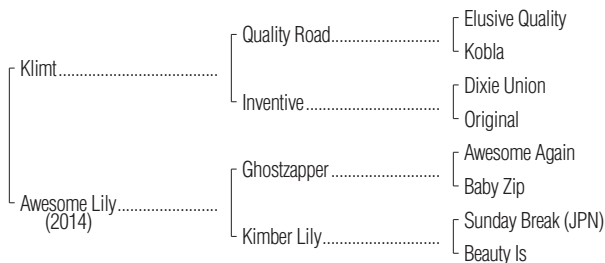 Elusive Quality
Quality Road
Kobla
Klimt
Dixie Union
Inventive
Original
Awesome Again
Ghostzapper
Baby Zip
Awesome Lily
(2014)
Sunday Break (JPN)
Kimber Lily
Beauty Is